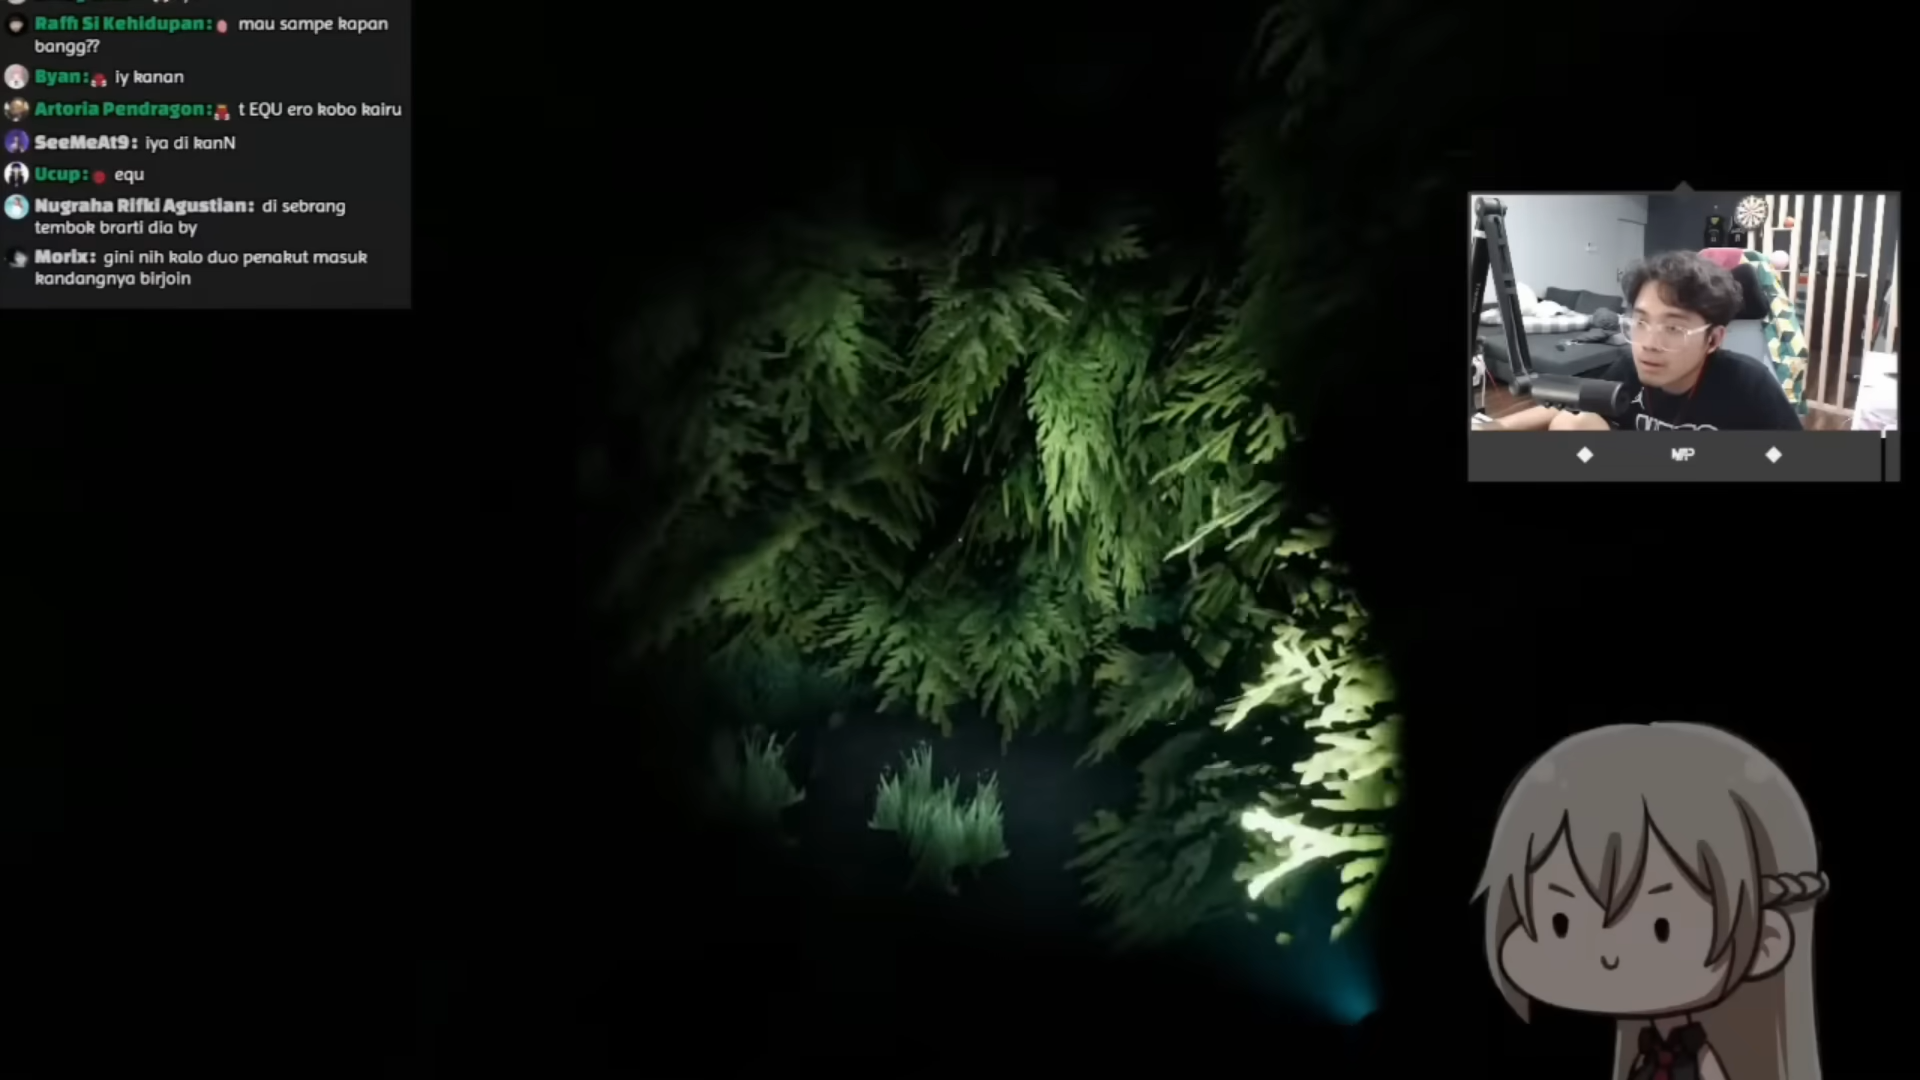 Raffi Si Kehidupan: mau sampe kapan
bangg??
Byan: iy kanan
Artoria Pendragon: t EQU ero kobo kairu
SeeMeAt9: iya di kanN
Ucup: equ
Nugraha Rifki Agustian: di sebrang
tembok brarti dia by
Morix: gini nih kalo duo penakut masuk
kandangnya birjoin